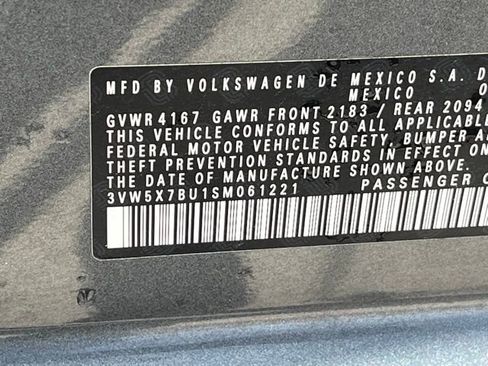 MFD BY VOLKSWAGEN DE MEXICO S.A. D
MEXICO
GVWR 4167 GAWR FRONT 2183 / REAR 2094
THIS VEHICLE CONFORMS TO ALL APPLICABLE
FEDERAL MOTOR VEHICLE SAFETY, BUMPER A
THEFT PREVENTION STANDARDS IN EFFECT ON
THE DATE OF MANUFACTURE SHOWN ABOVE.
3VW5X7BU1SM061221 PASSENGER C